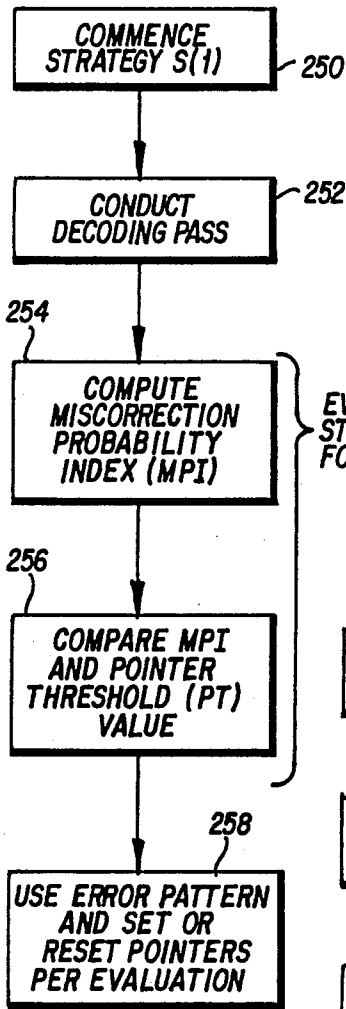 COMMENCE
STRATEGY S(1)
250
CONDUCT
DECODING PASS
252
254
COMPUTE
MISCORRECTION
PROBABILITY
INDEX (MPI)
256
COMPARE MPI
AND POINTER
THRESHOLD (PT)
VALUE
258
USE ERROR PATTERN
AND SET OR
RESET POINTERS
PER EVALUATION